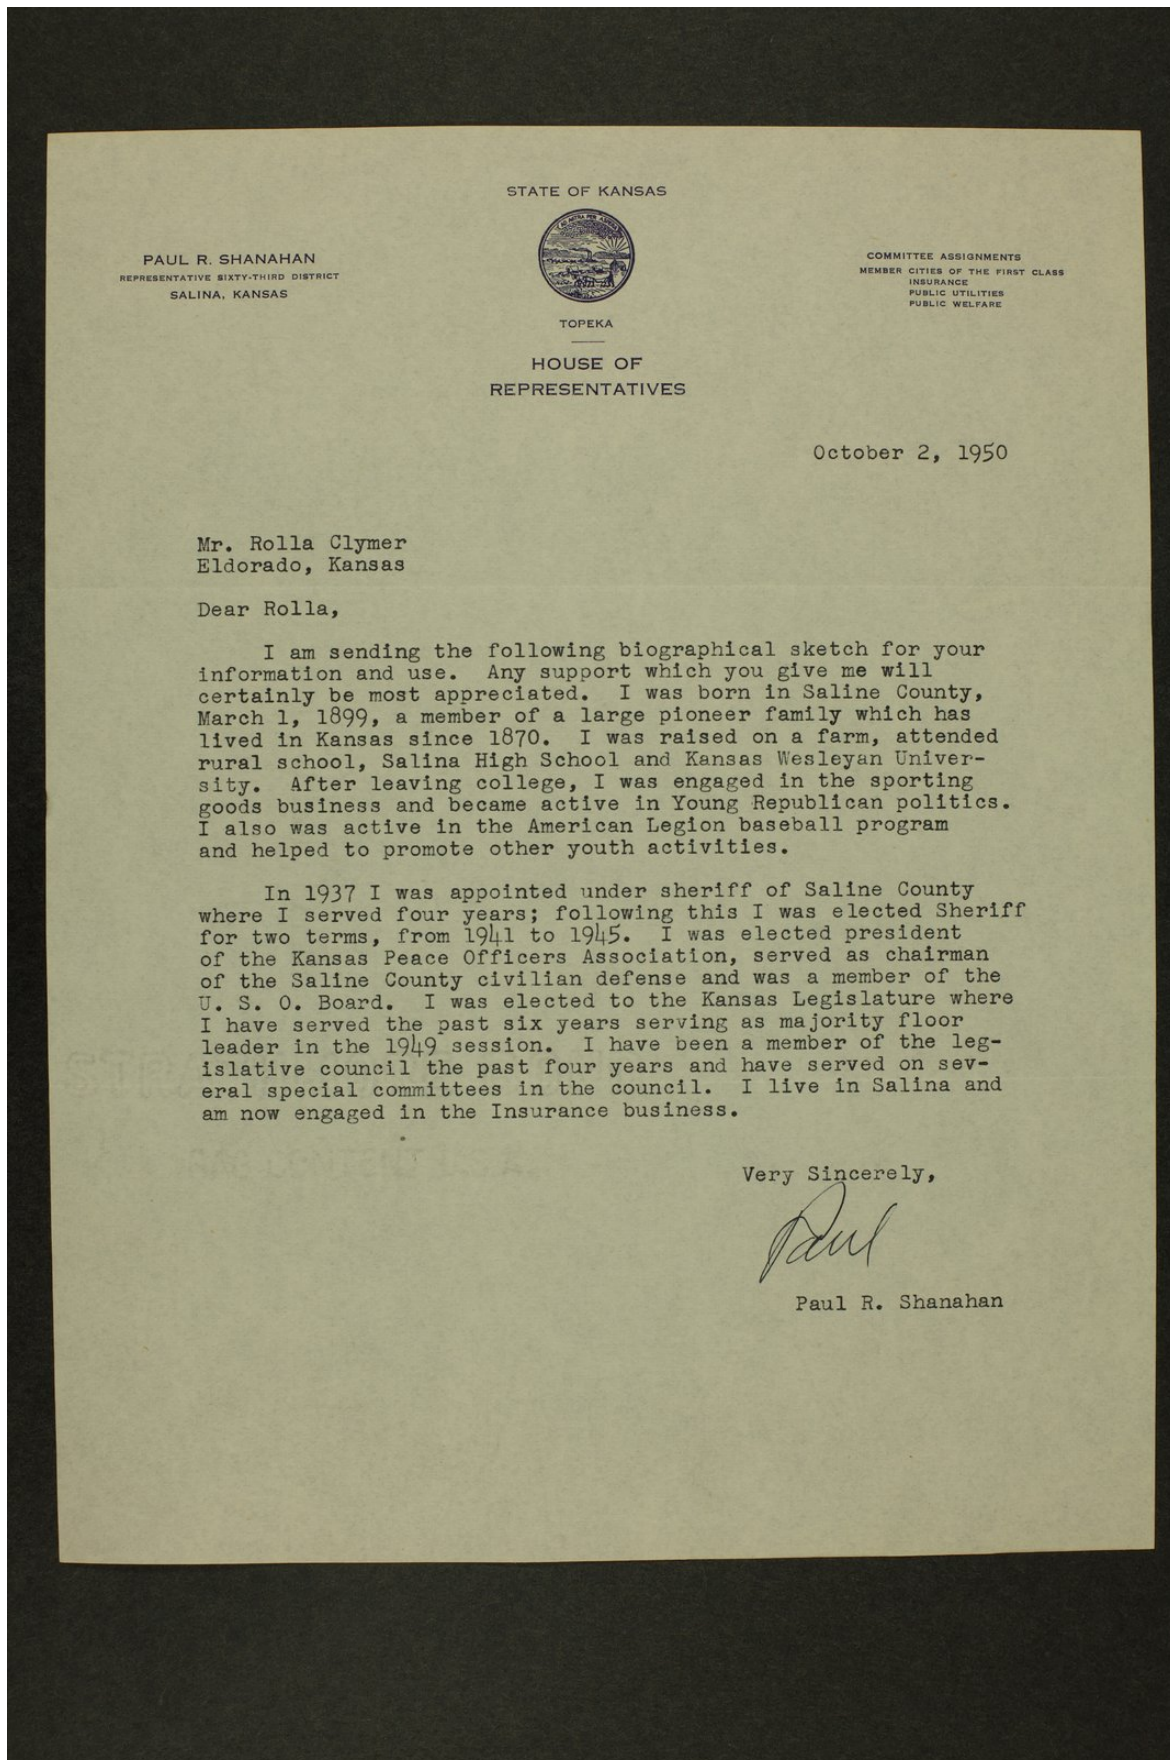 STATE OF KANSAS
AD ASTRA PER ASPERA
PAUL R. SHANAHAN
REPRESENTATIVE SIXTY-THIRD DISTRICT
SALINA, KANSAS
COMMITTEE ASSIGNMENTS
MEMBER CITIES OF THE FIRST CLASS
INSURANCE
PUBLIC UTILITIES
PUBLIC WELFARE
TOPEKA
HOUSE OF
REPRESENTATIVES
October 2, 1950
Mr. Rolla Clymer
Eldorado, Kansas
Dear Rolla,
I am sending the following biographical sketch for your
information and use. Any support which you give me will
certainly be most appreciated. I was born in Saline County,
March 1, 1899, a member of a large pioneer family which has
lived in Kansas since 1870. I was raised on a farm, attended
rural school, Salina High School and Kansas Wesleyan Univer-
sity. After leaving college, I was engaged in the sporting
goods business and became active in Young Republican politics.
I also was active in the American Legion baseball program
and helped to promote other youth activities.
In 1937 I was appointed under sheriff of Saline County
where I served four years; following this I was elected Sheriff
for two terms, from 1941 to 1945. I was elected president
of the Kansas Peace Officers Association, served as chairman
of the Saline County civilian defense and was a member of the
U. S. O. Board. I was elected to the Kansas Legislature where
I have served the past six years serving as majority floor
leader in the 1949 session. I have been a member of the leg-
islative council the past four years and have served on sev-
eral special committees in the council. I live in Salina and
am now engaged in the Insurance business.
Very Sincerely,
Paul
Paul R. Shanahan